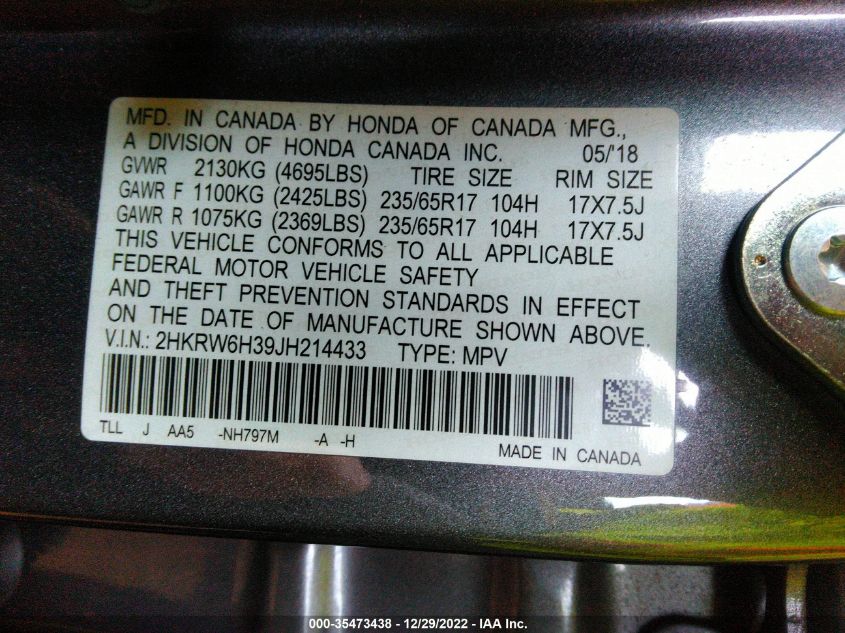 MFD. IN CANADA BY HONDA OF CANADA MFG.,
A DIVISION OF HONDA CANADA INC. 05/'18
GVWR 2130KG (4695LBS) TIRE SIZE RIM SIZE
GAWR F 1100KG (2425LBS) 235/65R17 104H 17X7.5J
GAWR R 1075KG (2369LBS) 235/65R17 104H 17X7.5J
THIS VEHICLE CONFORMS TO ALL APPLICABLE
FEDERAL MOTOR VEHICLE SAFETY
AND THEFT PREVENTION STANDARDS IN EFFECT
ON THE DATE OF MANUFACTURE SHOWN ABOVE.
V.I.N.: 2HKRW6H39JH214433 TYPE: MPV
TLL J AA5 -NH797M -A -H
MADE IN CANADA
000-35473438 - 12/29/2022 - IAA Inc.